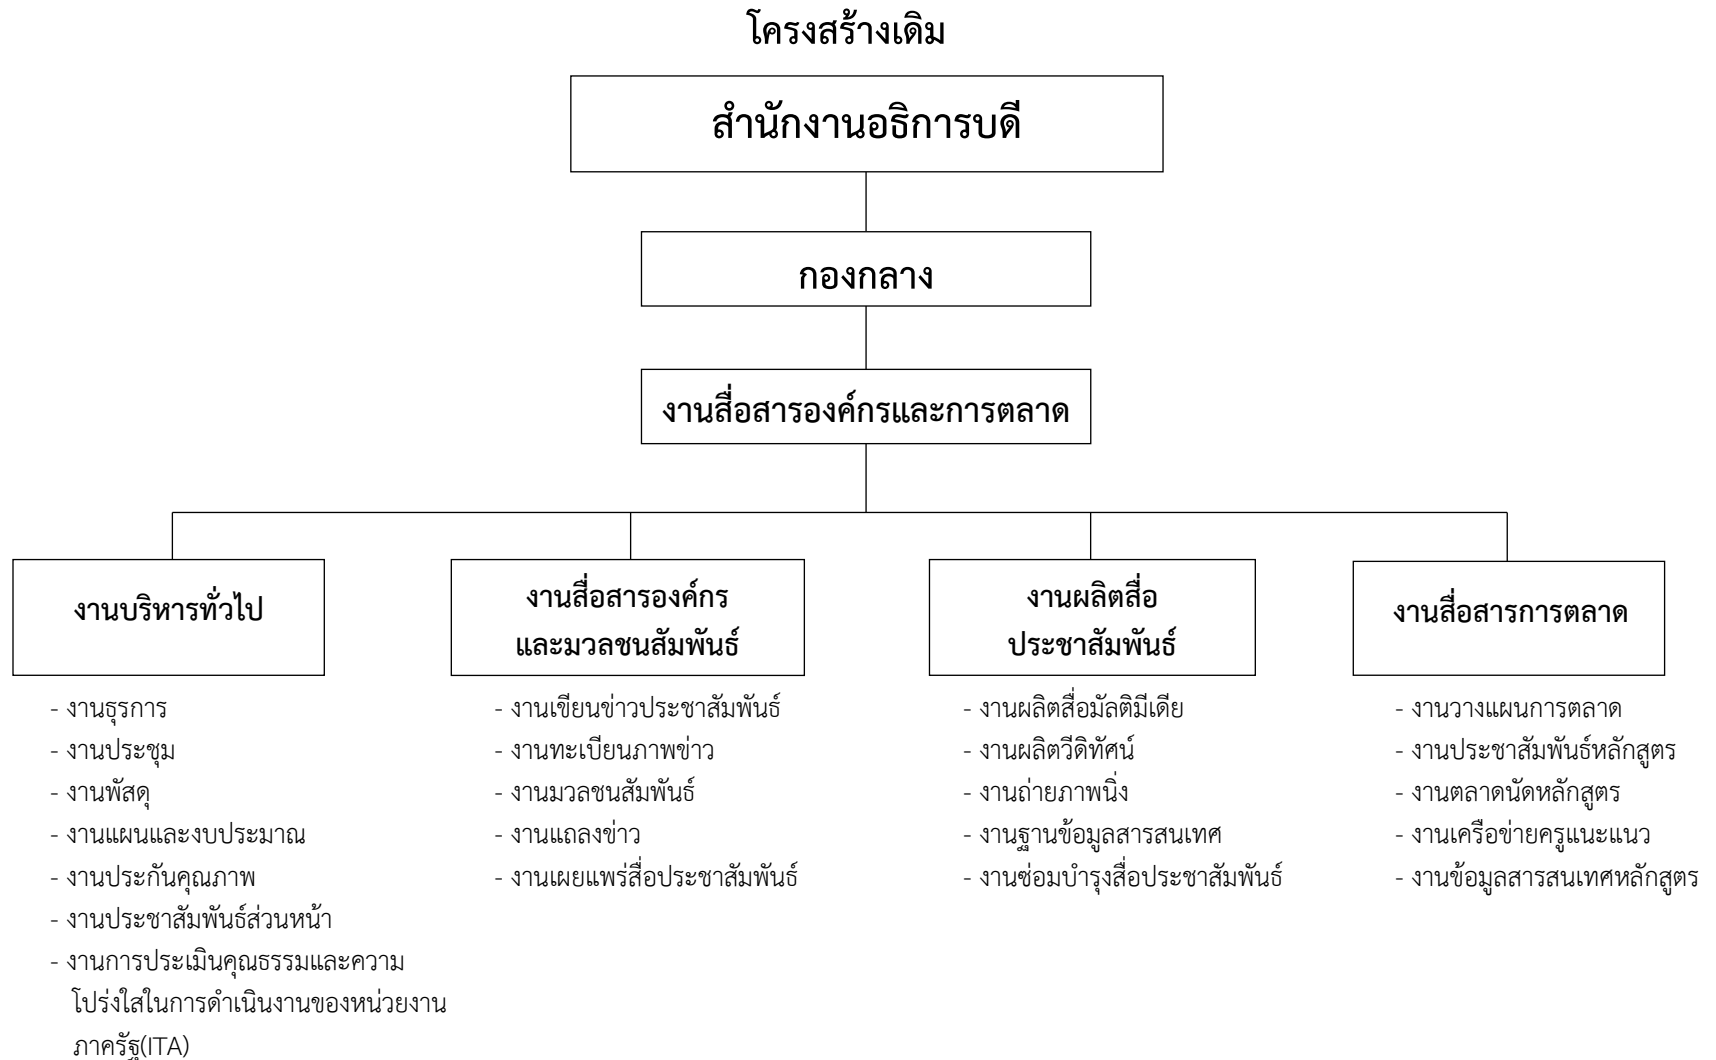 โครงสร้างเดิม
สำนักงานอธิการบดี
กองกลาง
งานสื่อสารองค์กรและการตลาด
งานบริหารทั่วไป
- งานธุรการ
- งานประชุม
- งานพัสดุ
- งานแผนและงบประมาณ
- งานประกันคุณภาพ
- งานประชาสัมพันธ์ส่วนหน้า
- งานการประเมินคุณธรรมและความ
โปร่งใสในการดำเนินงานของหน่วยงาน
ภาครัฐ(ITA)
งานสื่อสารองค์กร
และมวลชนสัมพันธ์
- งานเขียนข่าวประชาสัมพันธ์
- งานทะเบียนภาพข่าว
- งานมวลชนสัมพันธ์
- งานแถลงข่าว
- งานเผยแพร่สื่อประชาสัมพันธ์
งานผลิตสื่อ
ประชาสัมพันธ์
- งานผลิตสื่อมัลติมีเดีย
- งานผลิตวีดิทัศน์
- งานถ่ายภาพนิ่ง
- งานฐานข้อมูลสารสนเทศ
- งานซ่อมบำรุงสื่อประชาสัมพันธ์
งานสื่อสารการตลาด
- งานวางแผนการตลาด
- งานประชาสัมพันธ์หลักสูตร
- งานตลาดนัดหลักสูตร
- งานเครือข่ายครูแนะแนว
- งานข้อมูลสารสนเทศหลักสูตร